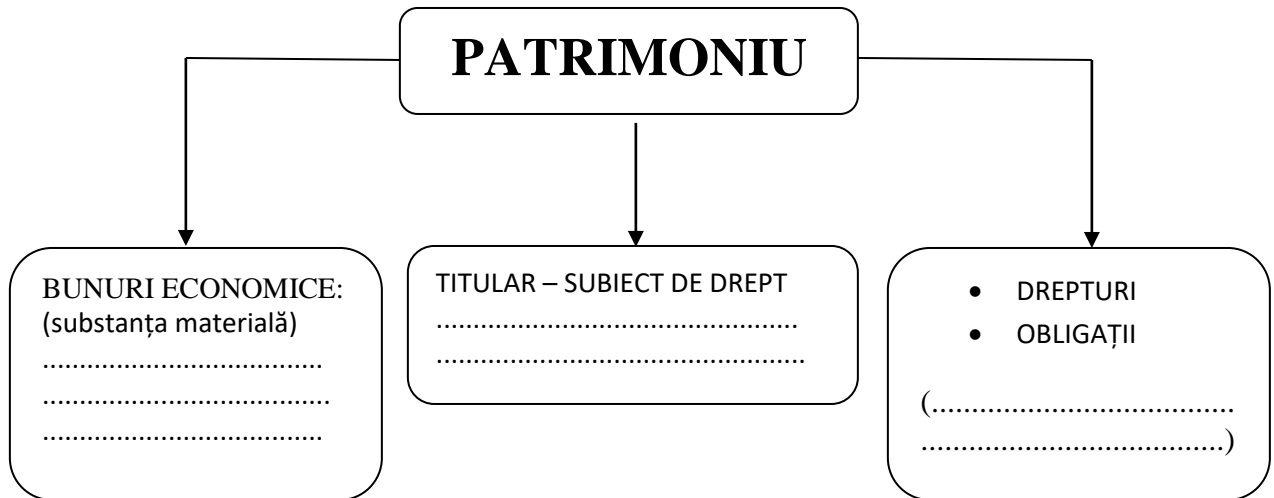 PATRIMONIU
BUNURI ECONOMICE:
(substanța materială)
.....................................
......................................
.....................................
TITULAR – SUBIECT DE DREPT
.................................................
..................................................
• DREPTURI
• OBLIGAȚII
(.....................................
......................................)